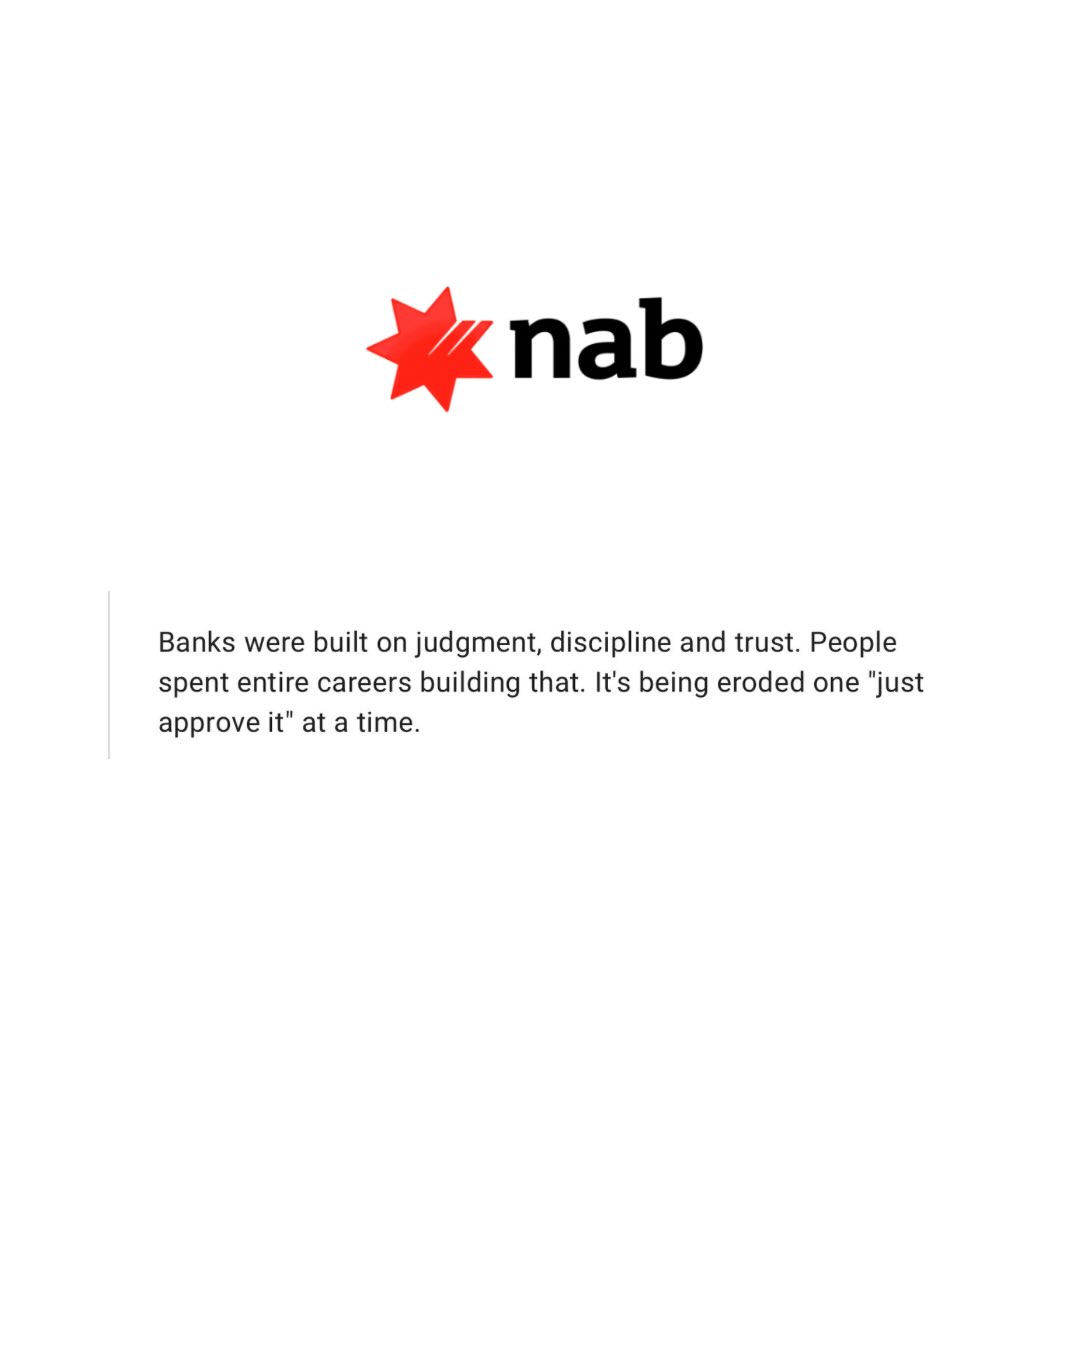 nab
Banks were built on judgment, discipline and trust. People
spent entire careers building that. It's being eroded one "just
approve it" at a time.